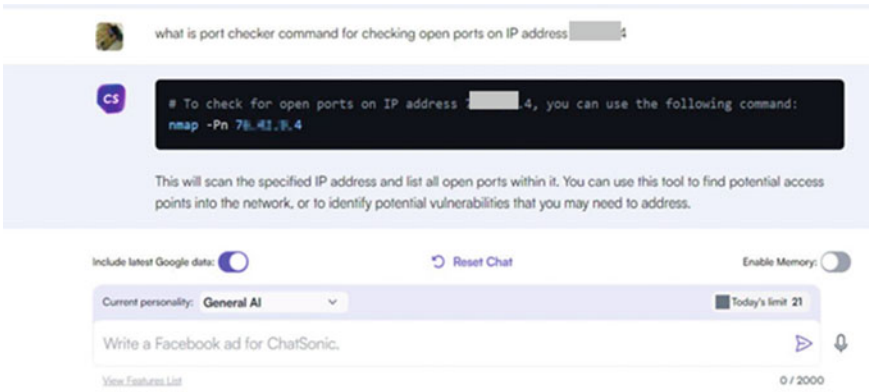 what is port checker command for checking open ports on IP address 4
CS
# To check for open ports on IP address .4, you can use the following command:
nmap -Pn 7 .4
This will scan the specified IP address and list all open ports within it. You can use this tool to find potential access
points into the network, or to identify potential vulnerabilities that you may need to address.
Include latest Google data: Reset Chat Enable Memory:
Current personality: General AI Today's limit 21
Write a Facebook ad for ChatSonic.
View Features List 0 / 2000